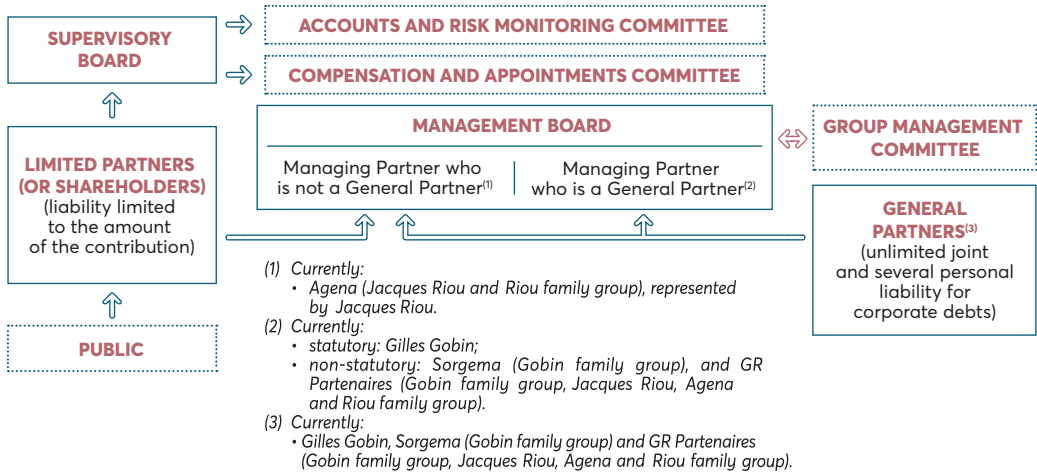 SUPERVISORY
BOARD
ACCOUNTS AND RISK MONITORING COMMITTEE
COMPENSATION AND APPOINTMENTS COMMITTEE
LIMITED PARTNERS
(OR SHAREHOLDERS)
(liability limited
to the amount
of the contribution)
PUBLIC
MANAGEMENT BOARD
Managing Partner who
is not a General Partner(1)
Managing Partner
who is a General Partner(2)
GROUP MANAGEMENT
COMMITTEE
GENERAL
PARTNERS(3)
(unlimited joint
and several personal
liability for
corporate debts)
(1) Currently:
• Agena (Jacques Riou and Riou family group), represented
by Jacques Riou.
(2) Currently:
• statutory: Gilles Gobin;
• non-statutory: Sorgema (Gobin family group), and GR
Partenaires (Gobin family group, Jacques Riou, Agena
and Riou family group).
(3) Currently:
• Gilles Gobin, Sorgema (Gobin family group) and GR Partenaires
(Gobin family group, Jacques Riou, Agena and Riou family group).